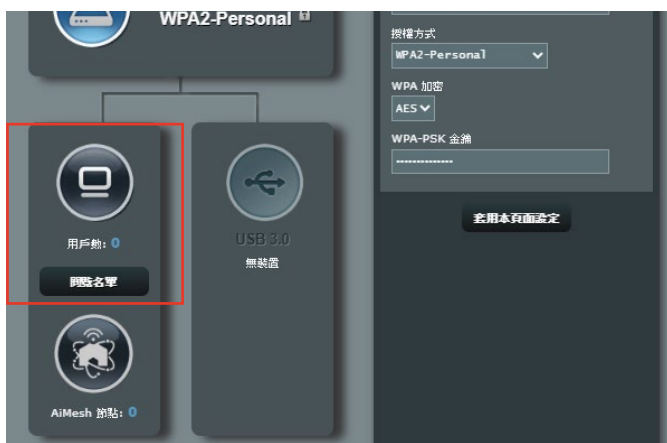 WPA2-Personal
用戶數: 0
閱覽名單
AiMesh 節點: 0
USB 3.0
無裝置
授權方式
WPA2-Personal
WPA 加密
AES
WPA-PSK 金鑰
--------------
套用本頁面設定